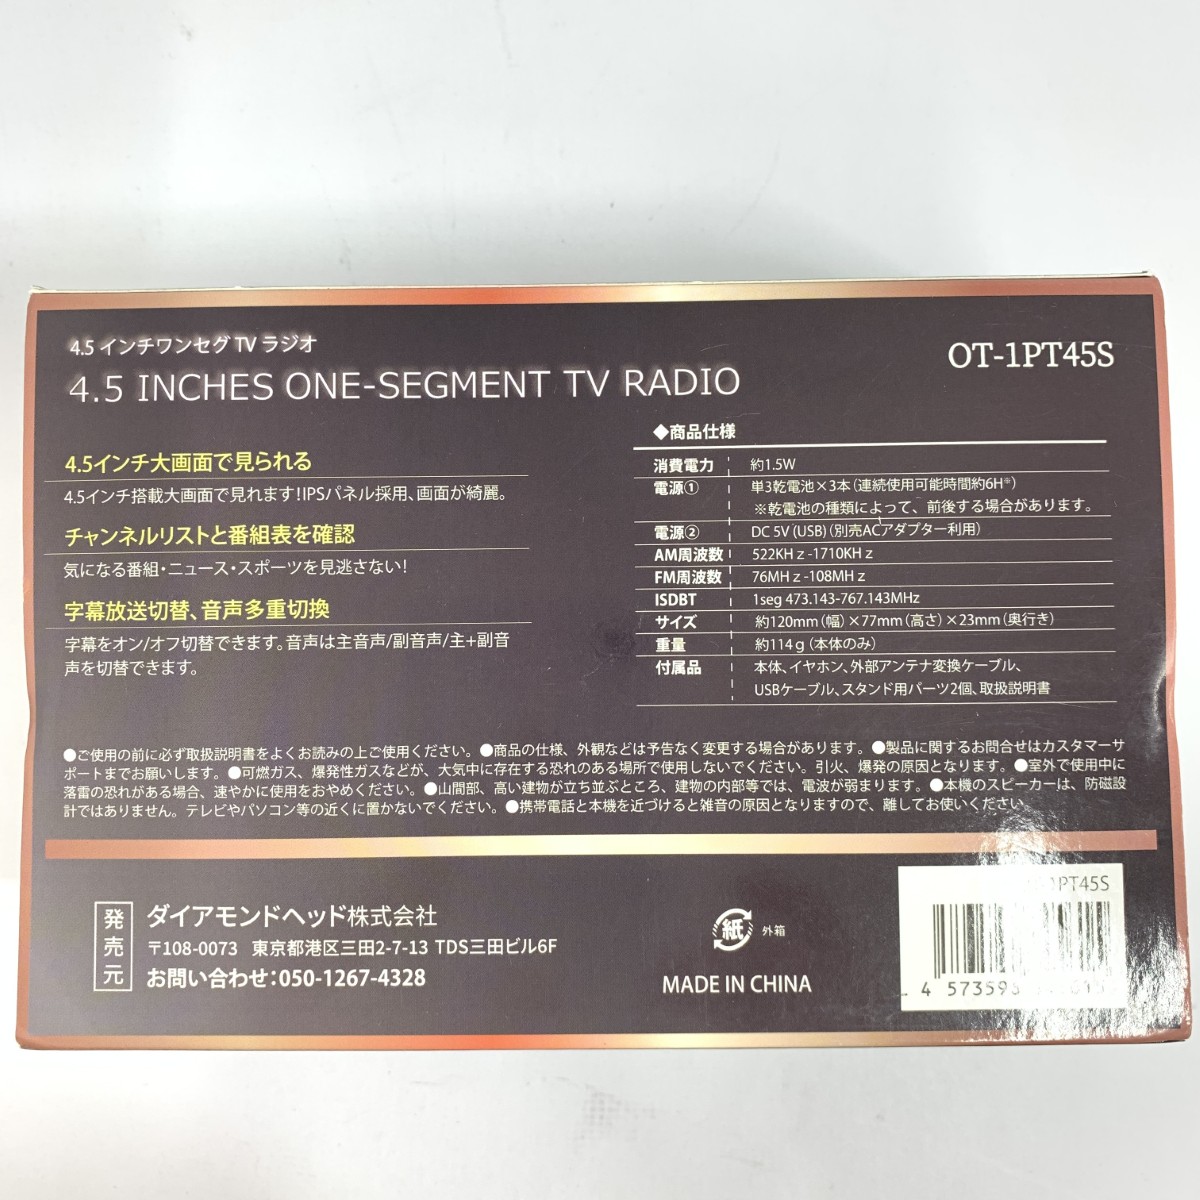 4.5 インチワンセグ TV ラジオ
4.5 INCHES ONE-SEGMENT TV RADIO
OT-1PT45S
4.5インチ大画面で見られる
4.5インチ搭載大画面で見れます!IPSパネル採用、画面が綺麗。
チャンネルリストと番組表を確認
気になる番組・ニュース・スポーツを見逃さない!
字幕放送切替、音声多重切換
字幕をオン/オフ切替できます。音声は主音声/副音声/主+副音
声を切替できます。
◆商品仕様
消費電力 約1.5W
電源① 単3乾電池×3本(連続使用可能時間約6H※)
※乾電池の種類によって、前後する場合があります。
電源② DC 5V (USB) (別売ACアダプター利用)
AM周波数 522KHz-1710KHz
FM周波数 76MHz-108MHz
ISDBT 1seg 473.143-767.143MHz
サイズ 約120mm(幅)×77mm(高さ)×23mm(奥行き)
重量 約114g(本体のみ)
付属品 本体、イヤホン、外部アンテナ変換ケーブル、
USBケーブル、スタンド用パーツ2個、取扱説明書
●ご使用の前に必ず取扱説明書をよくお読みの上ご使用ください。●商品の仕様、外観などは予告なく変更する場合があります。●製品に関するお問合せはカスタマーサ
ポートまでお願いします。●可燃ガス、爆発性ガスなどが、大気中に存在する恐れのある場所で使用しないでください。引火、爆発の原因となります。●室外で使用中に
落雷の恐れがある場合、速やかに使用をおやめください。●山間部、高い建物が立ち並ぶところ、建物の内部等では、電波が弱まります。●本機のスピーカーは、防磁設
計ではありません。テレビやパソコン等の近くに置かないでください。●携帯電話と本機を近づけると雑音の原因となりますので、離してお使いください。
発売元
ダイアモンドヘッド株式会社
〒108-0073 東京都港区三田2-7-13 TDS三田ビル6F
お問い合わせ:050-1267-4328
紙 外箱
MADE IN CHINA
1PT45S
4 573598